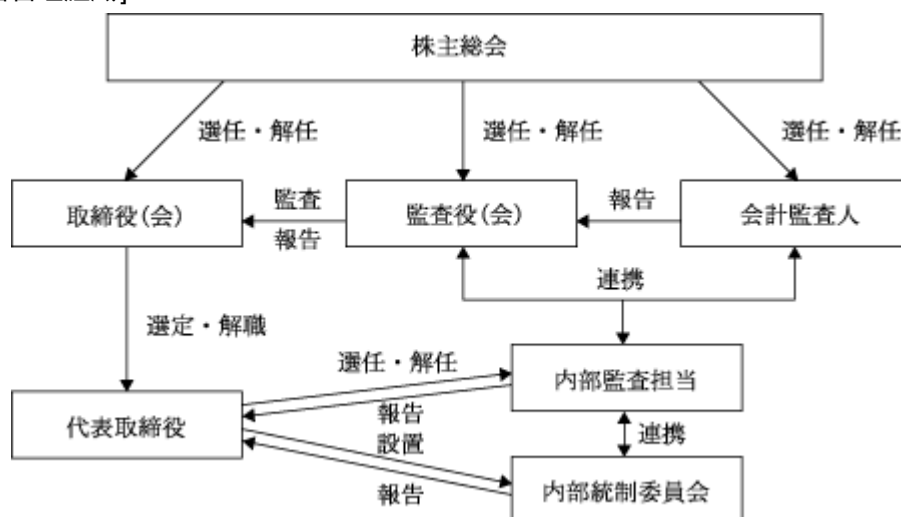 株主総会
選任・解任
選任・解任
選任・解任
取締役(会)
監査
報告
監査役(会)
報告
会計監査人
連携
選定・解職
選任・解任
内部監査担当
代表取締役
報告
設置
連携
報告
内部統制委員会